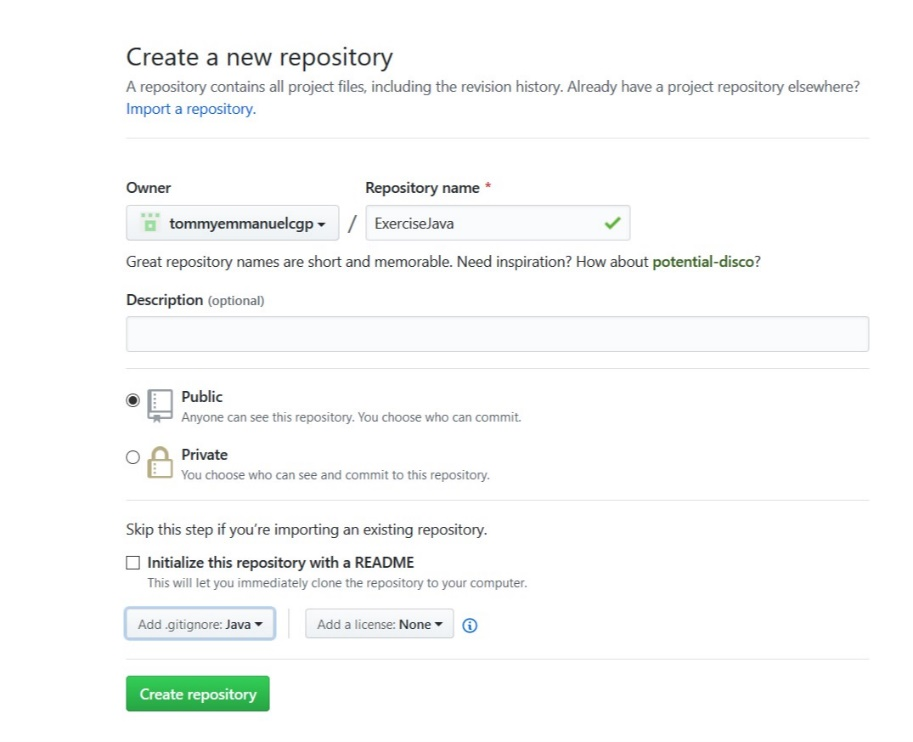 Create a new repository
A repository contains all project files, including the revision history. Already have a project repository elsewhere?
Import a repository.
Owner
Repository name *
tommyemmanuelcgp
/
ExerciseJava
Great repository names are short and memorable. Need inspiration? How about potential-disco?
Description (optional)
Public
Anyone can see this repository. You choose who can commit.
Private
You choose who can see and commit to this repository.
Skip this step if you're importing an existing repository.
Initialize this repository with a README
This will let you immediately clone the repository to your computer.
Add .gitignore: Java
Add a license: None
Create repository